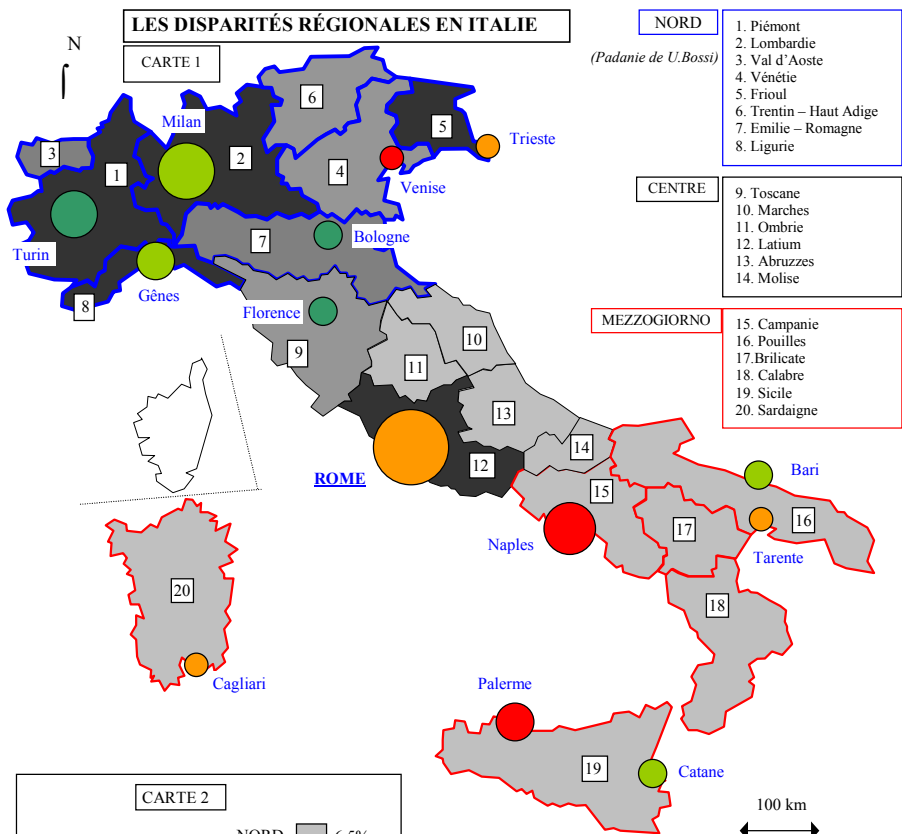 LES DISPARITÉS RÉGIONALES EN ITALIE
N
CARTE 1
NORD
(Padanie de U.Bossi)
1. Piémont
2. Lombardie
3. Val d’Aoste
4. Vénétie
5. Frioul
6. Trentin – Haut Adige
7. Emilie – Romagne
8. Ligurie
CENTRE
9. Toscane
10. Marches
11. Ombrie
12. Latium
13. Abruzzes
14. Molise
MEZZOGIORNO
15. Campanie
16. Pouilles
17.Brilicate
18. Calabre
19. Sicile
20. Sardaigne
6
Milan
5
Trieste
3
1
2
4
Venise
Turin
7
Bologne
8
Gênes
Florence
9
10
11
13
12
14
ROME
15
Bari
Naples
17
16
Tarente
20
18
Cagliari
Palerme
19
Catane
CARTE 2
100 km
NORD 6,5%